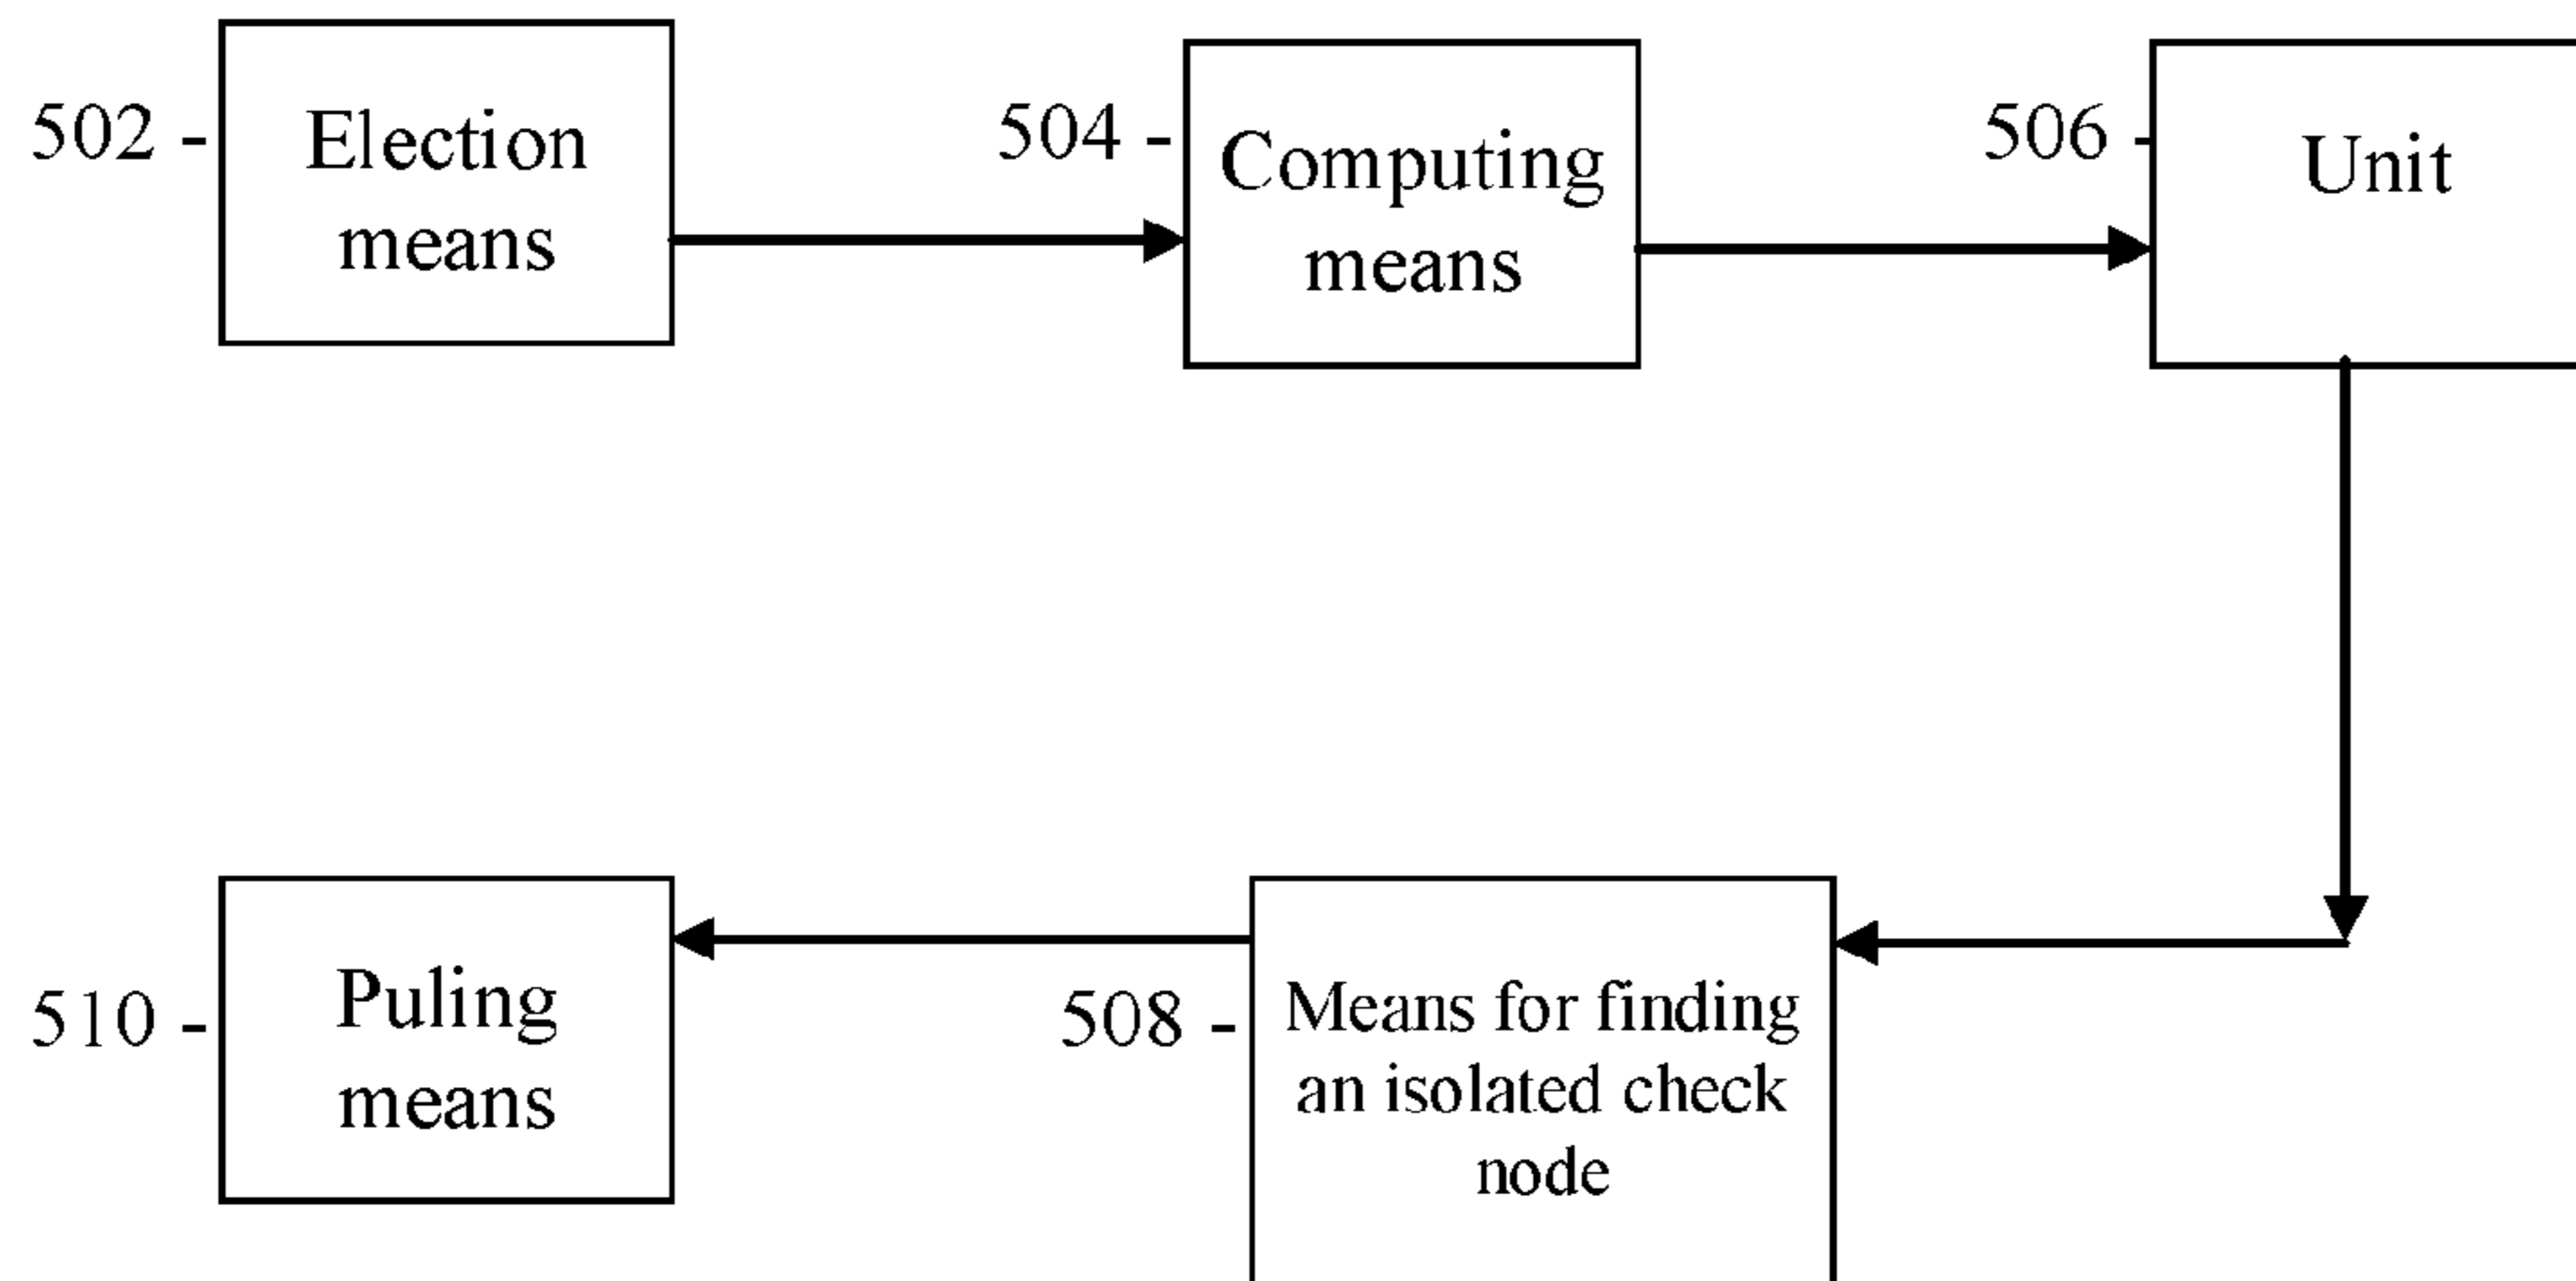 502 -
Election
means
504 -
Computing
means
506 -
Unit
510 -
Puling
means
508 -
Means for finding
an isolated check
node